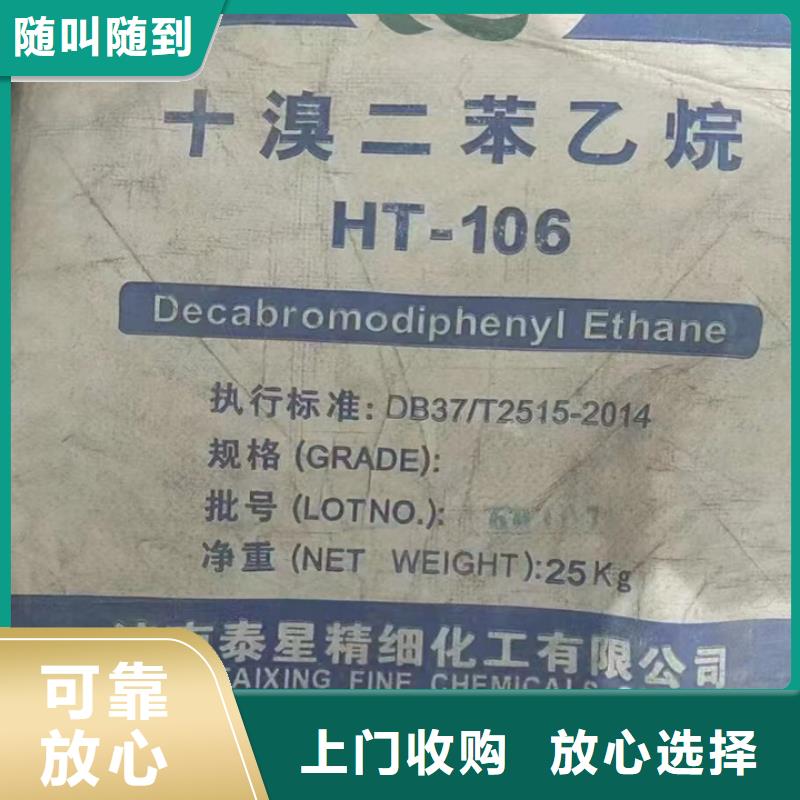 随叫随到
十溴二苯乙烷
HT-106
Decabromodiphenyl Ethane
执行标准: DB37/T2515-2014
规格 (GRADE):
批号 (LOTNO.):
净重 (NET WEIGHT):25Kg
泰星精细化工有限公司
FINE CHEMICALS
可靠
放心
上门收购 放心选择